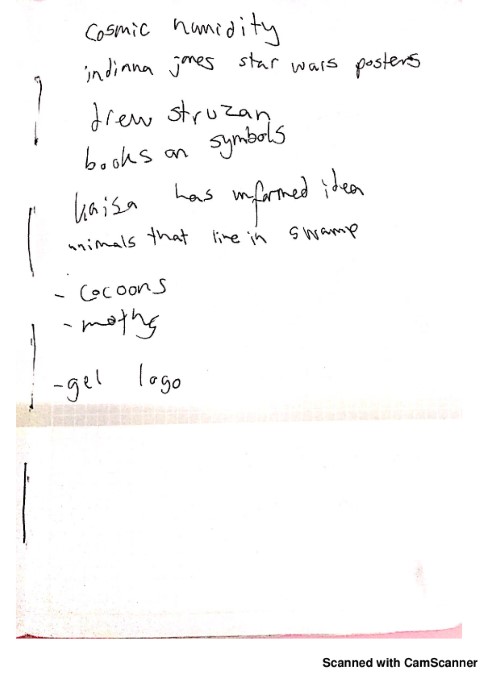 Cosmic humidity
indinna jones star wars posters
drew struzan
books on symbols
kaisa has informed idea
animals that live in swamp
- Cocoons
- moths
- gel logo
Scanned with CamScanner